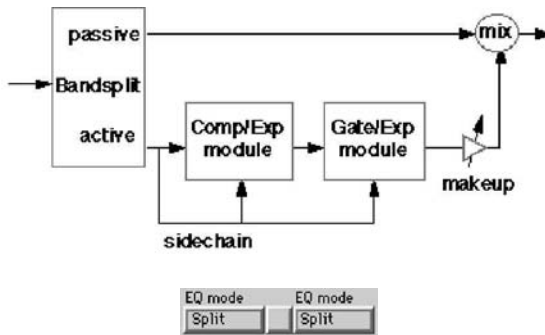 passive
mix
Bandsplit
active
Comp/Exp
module
Gate/Exp
module
makeup
sidechain
EQ mode
EQ mode
Split
Split